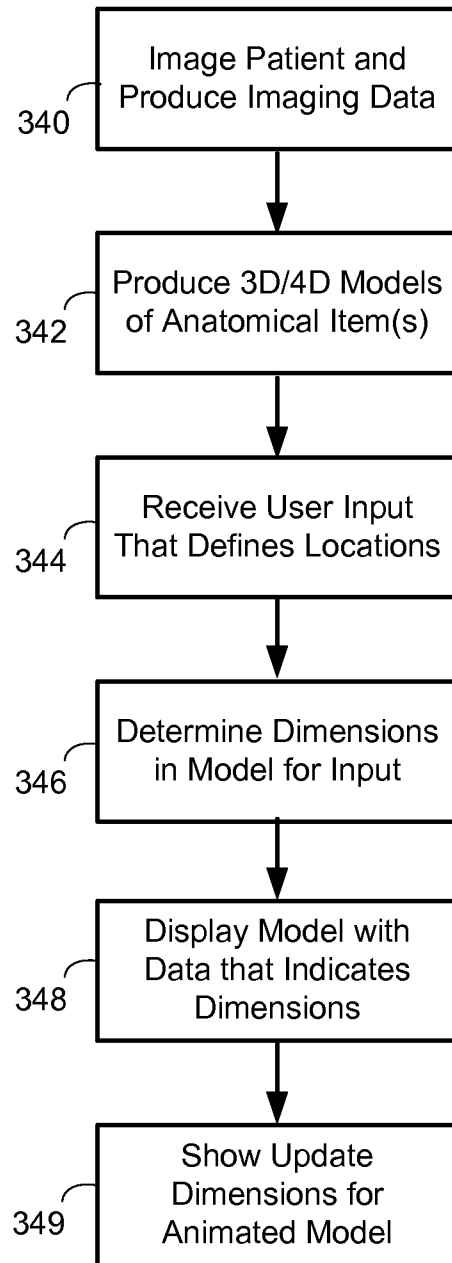 Image Patient and
Produce Imaging Data
340
Produce 3D/4D Models
of Anatomical Item(s)
342
Receive User Input
That Defines Locations
344
Determine Dimensions
in Model for Input
346
Display Model with
Data that Indicates
Dimensions
348
Show Update
Dimensions for
Animated Model
349